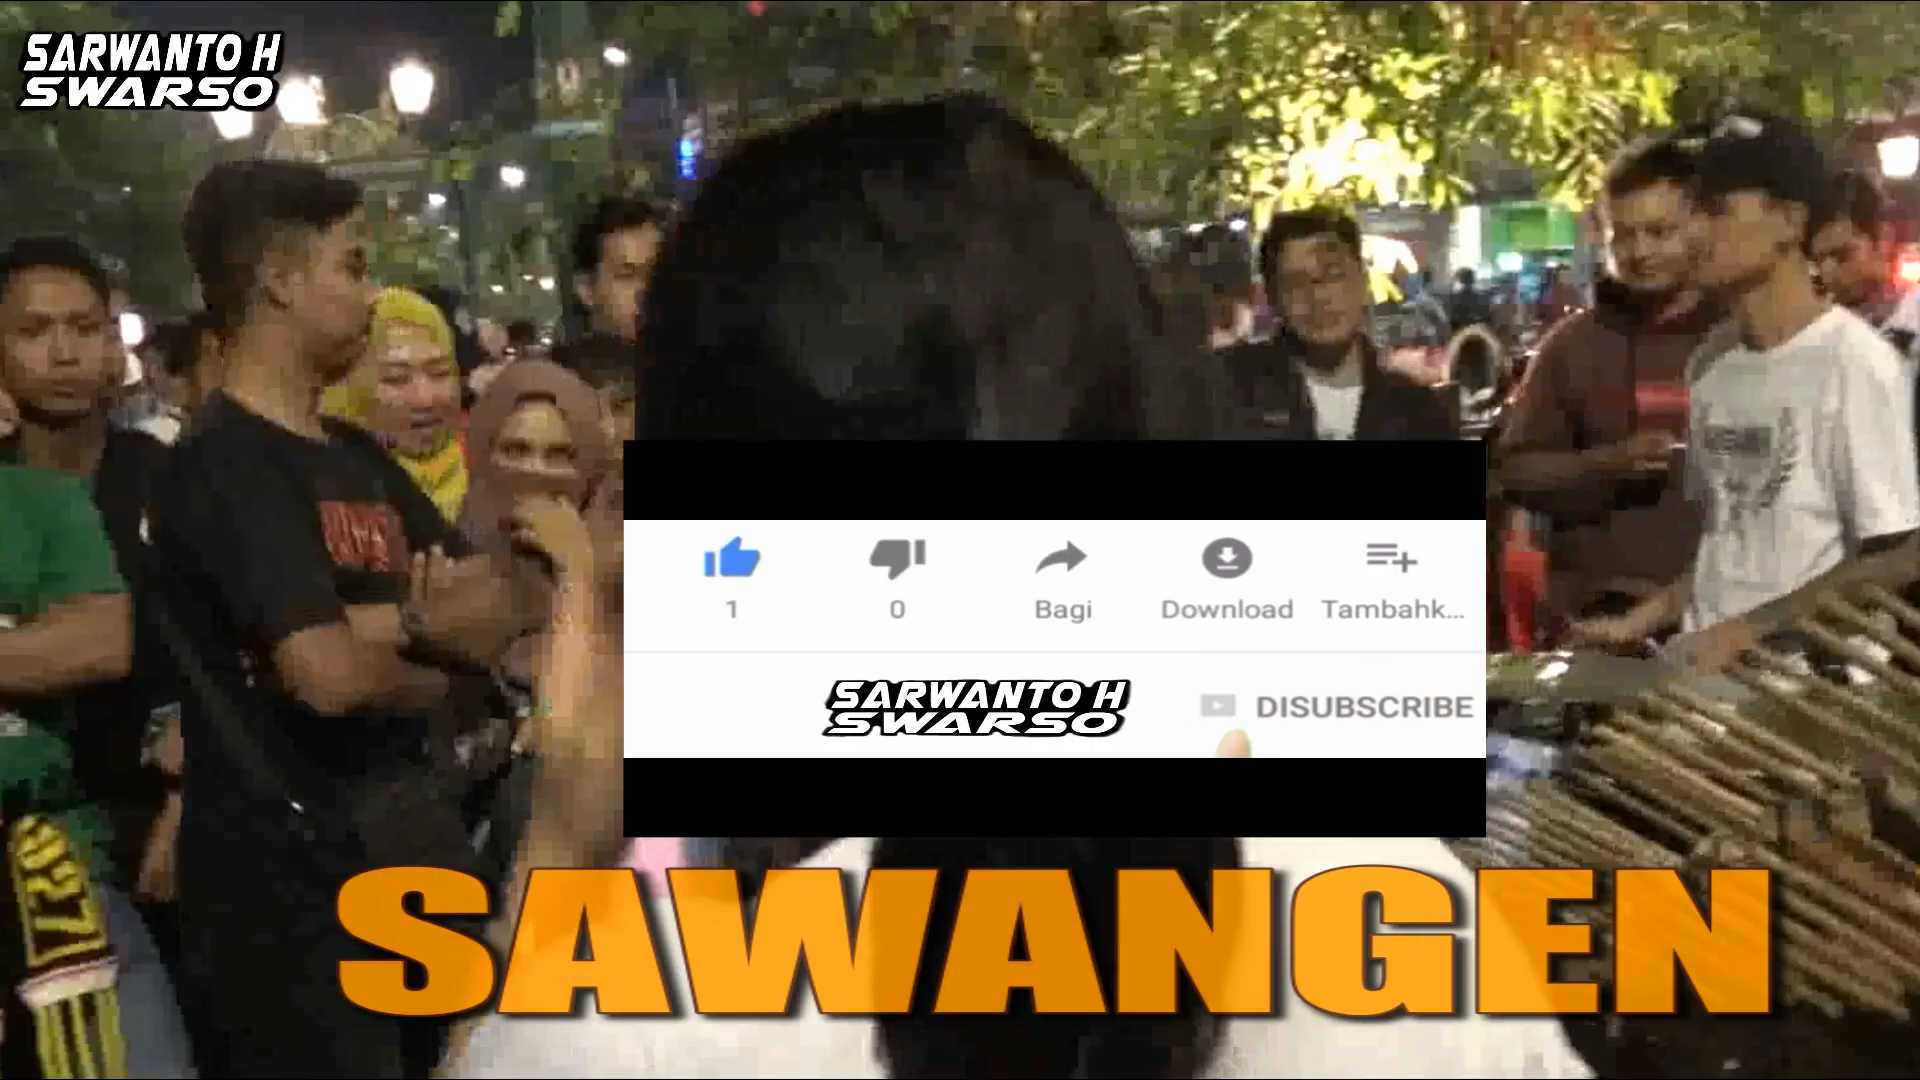 SARWANTO H
SWARSO
1
0
Bagi
Download
Tambahk...
SARWANTO H
SWARSO
DISUBSCRIBE
SAWANGEN